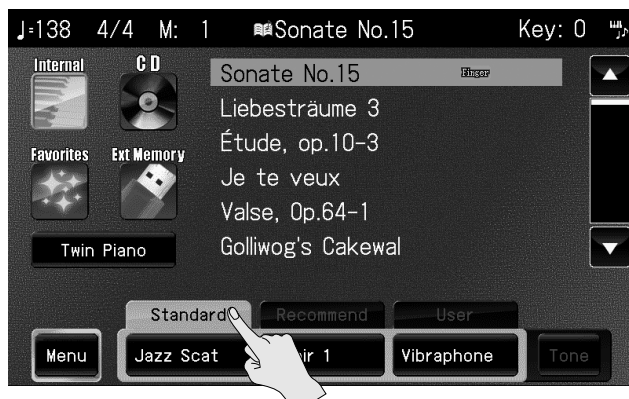 ♩=138 4/4 M: 1 Sonate No.15 Key: 0
Internal CD
Favorites Ext Memory
Twin Piano
Sonate No.15 Finger
Liebesträume 3
Étude, op.10-3
Je te veux
Valse, Op.64-1
Golliwog's Cakewal
Standard Recommend User
Menu Jazz Scat ir 1 Vibraphone Tone